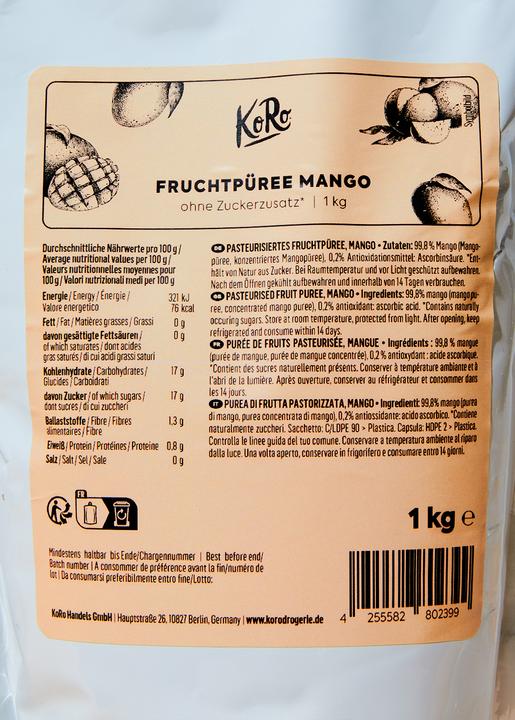 KoRo
Symbolbild
FRUCHTPÜREE MANGO
ohne Zuckerzusatz* | 1 kg
Durchschnittliche Nährwerte pro 100 g /
Average nutritional values per 100 g /
Valeurs nutritionnelles moyennes pour
100 g / Valori nutrizionali medi per 100 g
Energie / Energy / Énergie / 321 kJ
Valore energetico 76 kcal
Fett / Fat / Matières grasses / Grassi 0 g
davon gesättigte Fettsäuren / 0 g
of which saturates / dont acides
gras saturés / di cui acidi grassi saturi
Kohlenhydrate / Carbohydrates / 17 g
Glucides / Carboidrati
davon Zucker / of which sugars / 17 g
dont sucres / di cui zuccheri
Ballaststoffe / Fibre / Fibres 1,3 g
alimentaires / Fibre
Eiweiß / Protein / Protéines / Proteine 0,8 g
Salz / Salt / Sel / Sale 0 g
DE PASTEURISIERTES FRUCHTPÜREE, MANGO • Zutaten: 99,8 % Mango (Mango-
püree, konzentriertes Mangopüree), 0,2% Antioxidationsmittel: Ascorbinsäure. *Ent-
hält von Natur aus Zucker. Bei Raumtemperatur und vor Licht geschützt aufbewahren.
Nach dem Öffnen gekühlt aufbewahren und innerhalb von 14 Tagen verbrauchen.
GB PASTEURISED FRUIT PUREE, MANGO • Ingredients: 99,8% mango (mango pu-
ree, concentrated mango puree), 0,2% antioxidant: ascorbic acid. *Contains naturally
occuring sugars. Store at room temperature, protected from light. After opening, keep
refrigerated and consume within 14 days.
FR PURÉE DE FRUITS PASTEURISÉE, MANGUE • Ingrédients : 99,8 % mangue
(purée de mangue, purée de mangue concentrée), 0,2 % antioxydant : acide ascorbique.
*Contient des sucres naturellement présents. Conserver à température ambiante et à
l'abri de la lumière. Après ouverture, conserver au réfrigérateur et consommer dans
les 14 jours.
IT PUREA DI FRUTTA PASTORIZZATA, MANGO • Ingredienti: 99,8% mango (purea
di mango, purea concentrata di mango), 0,2% antiossidante: acido ascorbico. *Contiene
naturalmente zuccheri. Sacchetto: C/LDPE 90 > Plastica. Capsula: HDPE 2 > Plastica.
Controlla le linee guida del tuo comune. Conservare a temperatura ambiente al riparo
dalla luce. Una volta aperto, conservare in frigorifero e consumare entro 14 giorni.
FR
1 kg e
Mindestens haltbar bis Ende/Chargennummer | Best before end/
Batch number | A consommer de préférence avant la fin/numéro de
lot | Da consumarsi preferibilmente entro fine/Lotto:
KoRo Handels GmbH | Hauptstraße 26, 10827 Berlin, Germany | www.korodrogerie.de
4 255582 802399